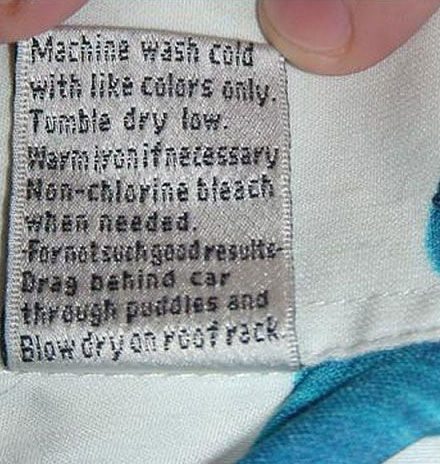 Machine wash cold
with like colors only.
Tumble dry low.
Warm iron if necessary
Non-chlorine bleach
when needed.
-For not such good results-
Drag behind car
through puddles and
Blow dry on roof rack.